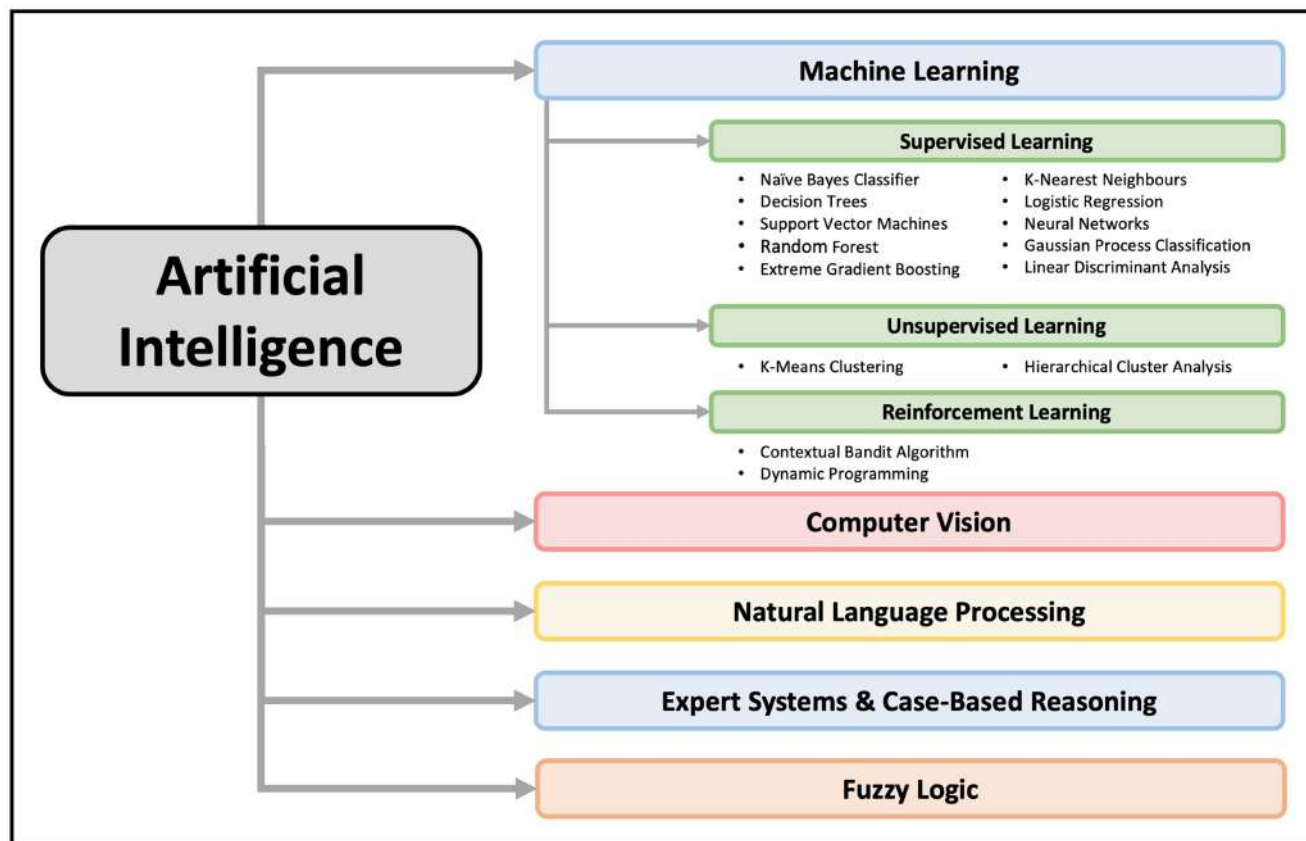 Artificial
Intelligence
Machine Learning
Supervised Learning
• Naïve Bayes Classifier
• Decision Trees
• Support Vector Machines
• Random Forest
• Extreme Gradient Boosting
• K-Nearest Neighbours
• Logistic Regression
• Neural Networks
• Gaussian Process Classification
• Linear Discriminant Analysis
Unsupervised Learning
• K-Means Clustering
• Hierarchical Cluster Analysis
Reinforcement Learning
• Contextual Bandit Algorithm
• Dynamic Programming
Computer Vision
Natural Language Processing
Expert Systems & Case-Based Reasoning
Fuzzy Logic